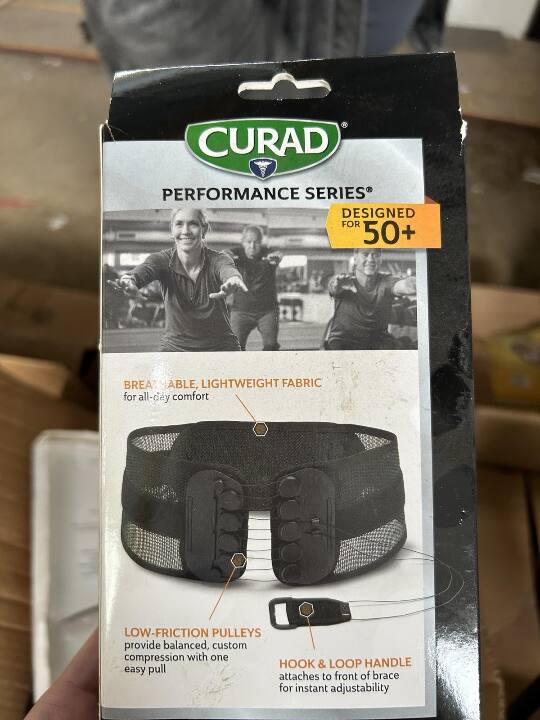 CURAD®
PERFORMANCE SERIES®
DESIGNED
FOR 50+
BREATHABLE, LIGHTWEIGHT FABRIC
for all-day comfort
LOW-FRICTION PULLEYS
provide balanced, custom
compression with one
easy pull
HOOK & LOOP HANDLE
attaches to front of brace
for instant adjustability